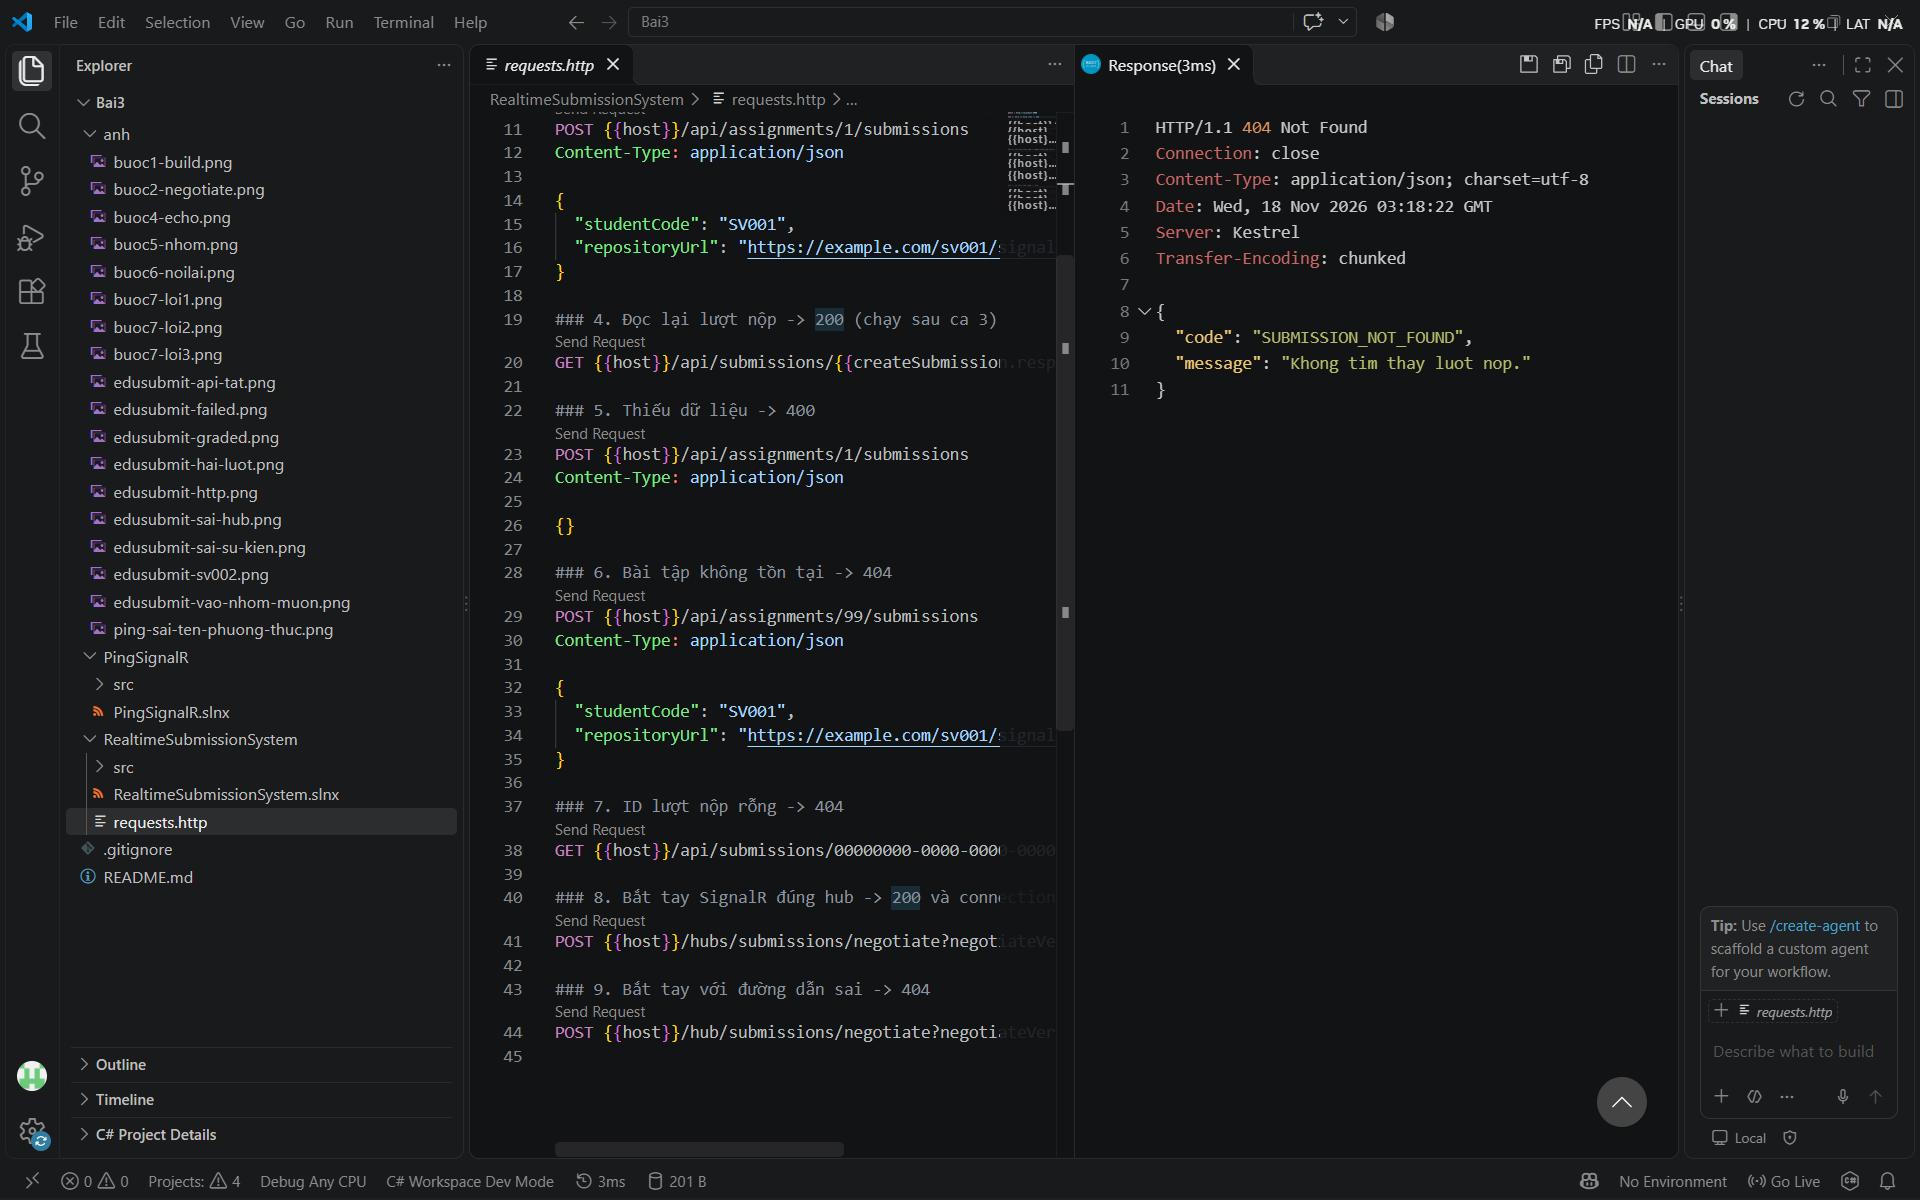 File Edit Selection View Go Run Terminal Help
Bai3
FPS N/A | GPU 0% | CPU 12% LAT N/A
Explorer
Bai3
anh
buoc1-build.png
buoc2-negotiate.png
buoc4-echo.png
buoc5-nhom.png
buoc6-noilai.png
buoc7-loi1.png
buoc7-loi2.png
buoc7-loi3.png
edusubmit-api-tat.png
edusubmit-failed.png
edusubmit-graded.png
edusubmit-hai-luot.png
edusubmit-http.png
edusubmit-sai-hub.png
edusubmit-sai-su-kien.png
edusubmit-sv002.png
edusubmit-vao-nhom-muon.png
ping-sai-ten-phuong-thuc.png
PingSignalR
src
PingSignalR.slnx
RealtimeSubmissionSystem
src
RealtimeSubmissionSystem.slnx
requests.http
.gitignore
README.md
Outline
Timeline
C# Project Details
requests.http
RealtimeSubmissionSystem > requests.http > ...
11 POST {{host}}/api/assignments/1/submissions
12 Content-Type: application/json
13
14 {
15 "studentCode": "SV001",
16 "repositoryUrl": "https://example.com/sv001/signal
17 }
18
19 ### 4. Đọc lại lượt nộp -> 200 (chạy sau ca 3)
Send Request
20 GET {{host}}/api/submissions/{{createSubmission.resp
21
22 ### 5. Thiếu dữ liệu -> 400
Send Request
23 POST {{host}}/api/assignments/1/submissions
24 Content-Type: application/json
25
26 {}
27
28 ### 6. Bài tập không tồn tại -> 404
Send Request
29 POST {{host}}/api/assignments/99/submissions
30 Content-Type: application/json
31
32 {
33 "studentCode": "SV001",
34 "repositoryUrl": "https://example.com/sv001/signal
35 }
36
37 ### 7. ID lượt nộp rỗng -> 404
Send Request
38 GET {{host}}/api/submissions/00000000-0000-0000-0000
39
40 ### 8. Bắt tay SignalR đúng hub -> 200 và connection
Send Request
41 POST {{host}}/hubs/submissions/negotiate?negotiateVe
42
43 ### 9. Bắt tay với đường dẫn sai -> 404
Send Request
44 POST {{host}}/hub/submissions/negotiate?negotiateVer
45
{{host}...
{{host}...
{{host}...
{{host}...
Response(3ms)
1 HTTP/1.1 404 Not Found
2 Connection: close
3 Content-Type: application/json; charset=utf-8
4 Date: Wed, 18 Nov 2026 03:18:22 GMT
5 Server: Kestrel
6 Transfer-Encoding: chunked
7
8 {
9 "code": "SUBMISSION_NOT_FOUND",
10 "message": "Khong tim thay luot nop."
11 }
Chat
Sessions
Tip: Use /create-agent to
scaffold a custom agent
for your workflow.
requests.http
Describe what to build
Local
0 0 Projects: 4 Debug Any CPU C# Workspace Dev Mode 3ms 201 B
No Environment Go Live